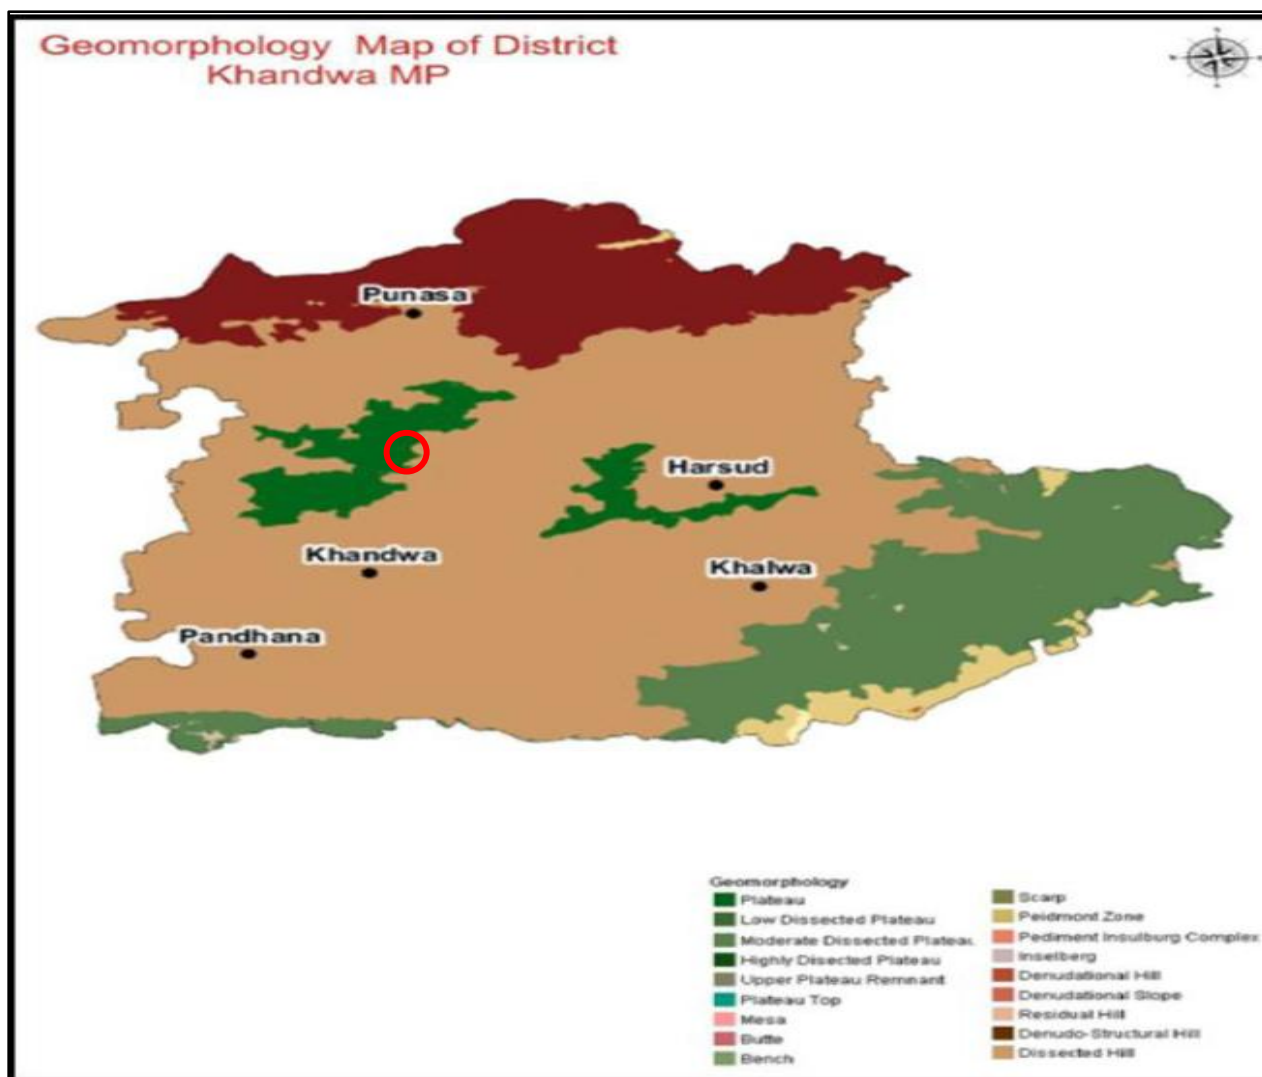 Geomorphology Map of District
Khandwa MP
Punasa
Harsud
Khandwa
Khalwa
Pandhana
Geomorphology
Plateau
Low Dissected Plateau
Moderate Dissected Plateau
Highly Disected Plateau
Upper Plateau Remnant
Plateau Top
Mesa
Butte
Bench
Scarp
Peidmont Zone
Pediment Insulburg Complex
Inselberg
Denudational Hill
Denudational Slope
Residual Hill
Denudo-Structural Hill
Dissected Hill